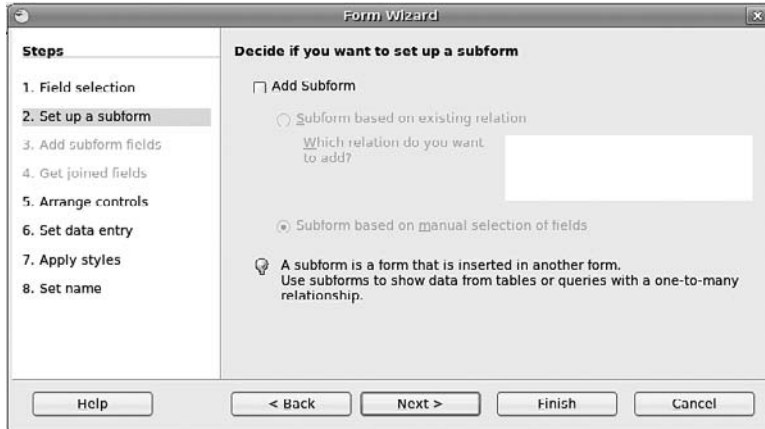 Form Wizard
Steps
1. Field selection
2. Set up a subform
3. Add subform fields
4. Get joined fields
5. Arrange controls
6. Set data entry
7. Apply styles
8. Set name
Decide if you want to set up a subform
Add Subform
Subform based on existing relation
Which relation do you want
to add?
Subform based on manual selection of fields
A subform is a form that is inserted in another form.
Use subforms to show data from tables or queries with a one-to-many
relationship.
Help
< Back
Next >
Finish
Cancel